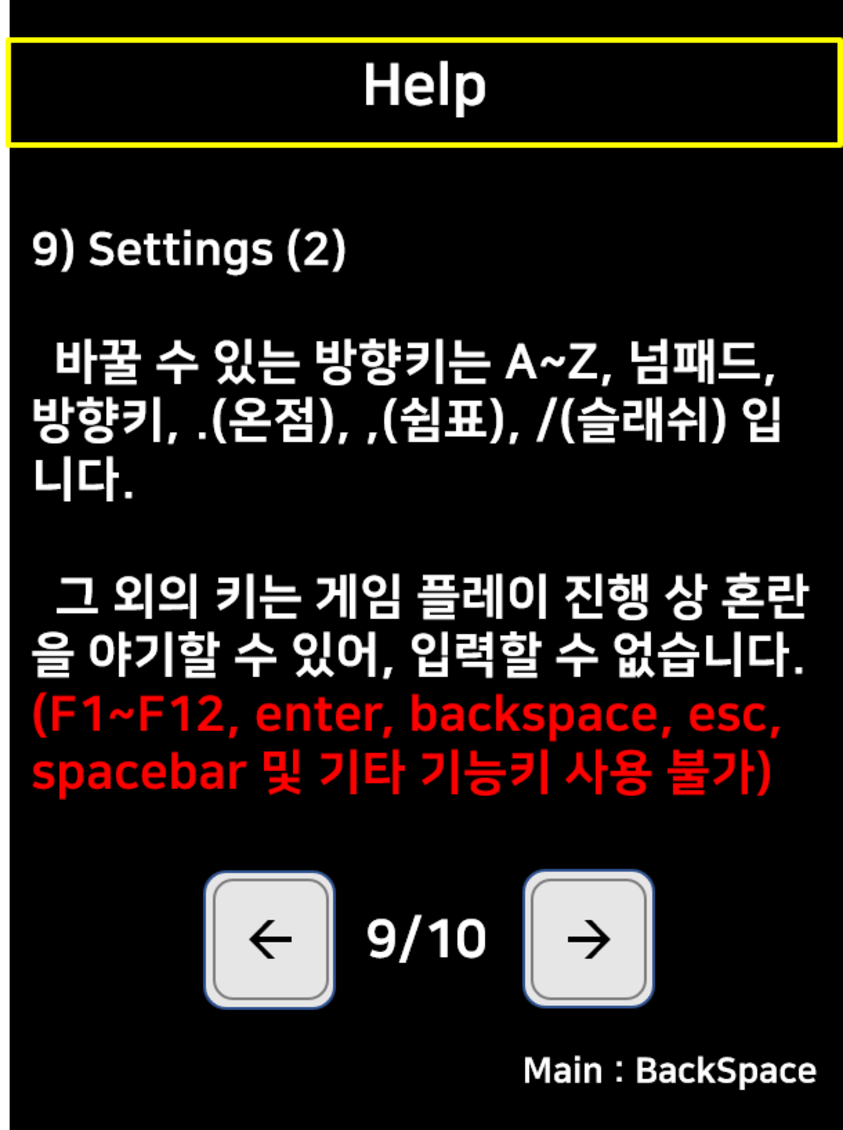 Help
9) Settings (2)
바꿀 수 있는 방향키는 A~Z, 넘패드,
방향키, .(온점), ,(쉼표), /(슬래쉬) 입
니다.
그 외의 키는 게임 플레이 진행 상 혼란
을 야기할 수 있어, 입력할 수 없습니다.
(F1~F12, enter, backspace, esc,
spacebar 및 기타 기능키 사용 불가)
← 9/10 →
Main : BackSpace